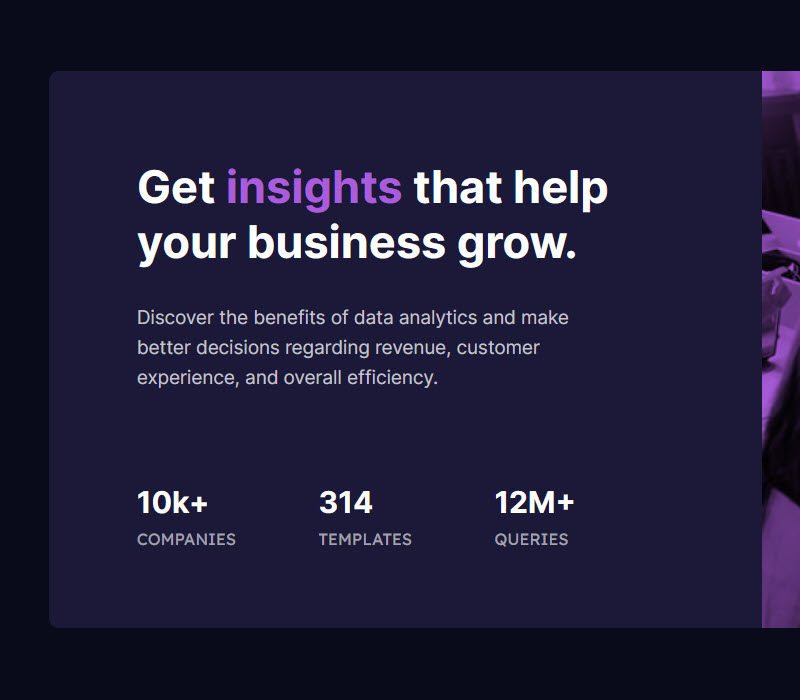 Get insights that help
your business grow.
Discover the benefits of data analytics and make
better decisions regarding revenue, customer
experience, and overall efficiency.
10k+ 314 12M+
COMPANIES TEMPLATES QUERIES